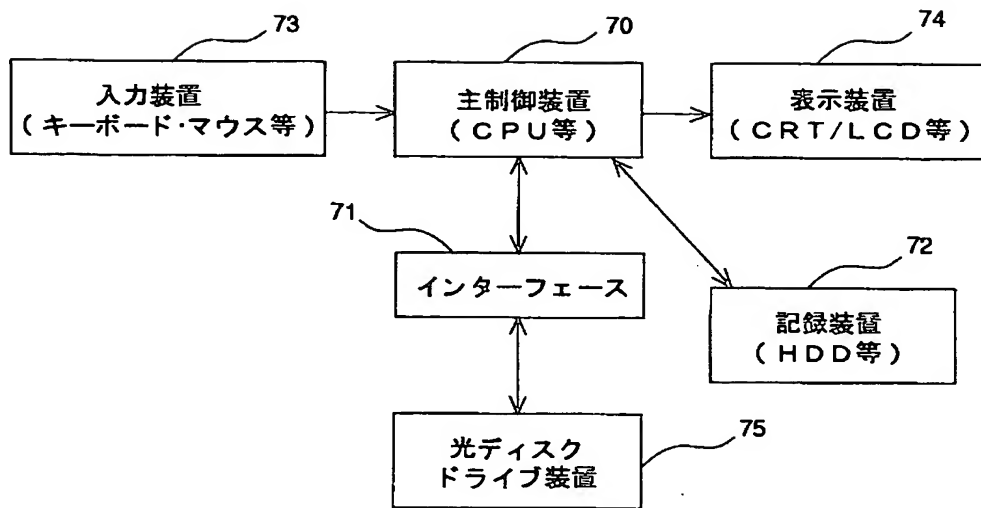 73
入力装置
(キーボード・マウス等)
70
主制御装置
(CPU等)
74
表示装置
(CRT/LCD等)
71
インターフェース
72
記録装置
(HDD等)
75
光ディスク
ドライブ装置